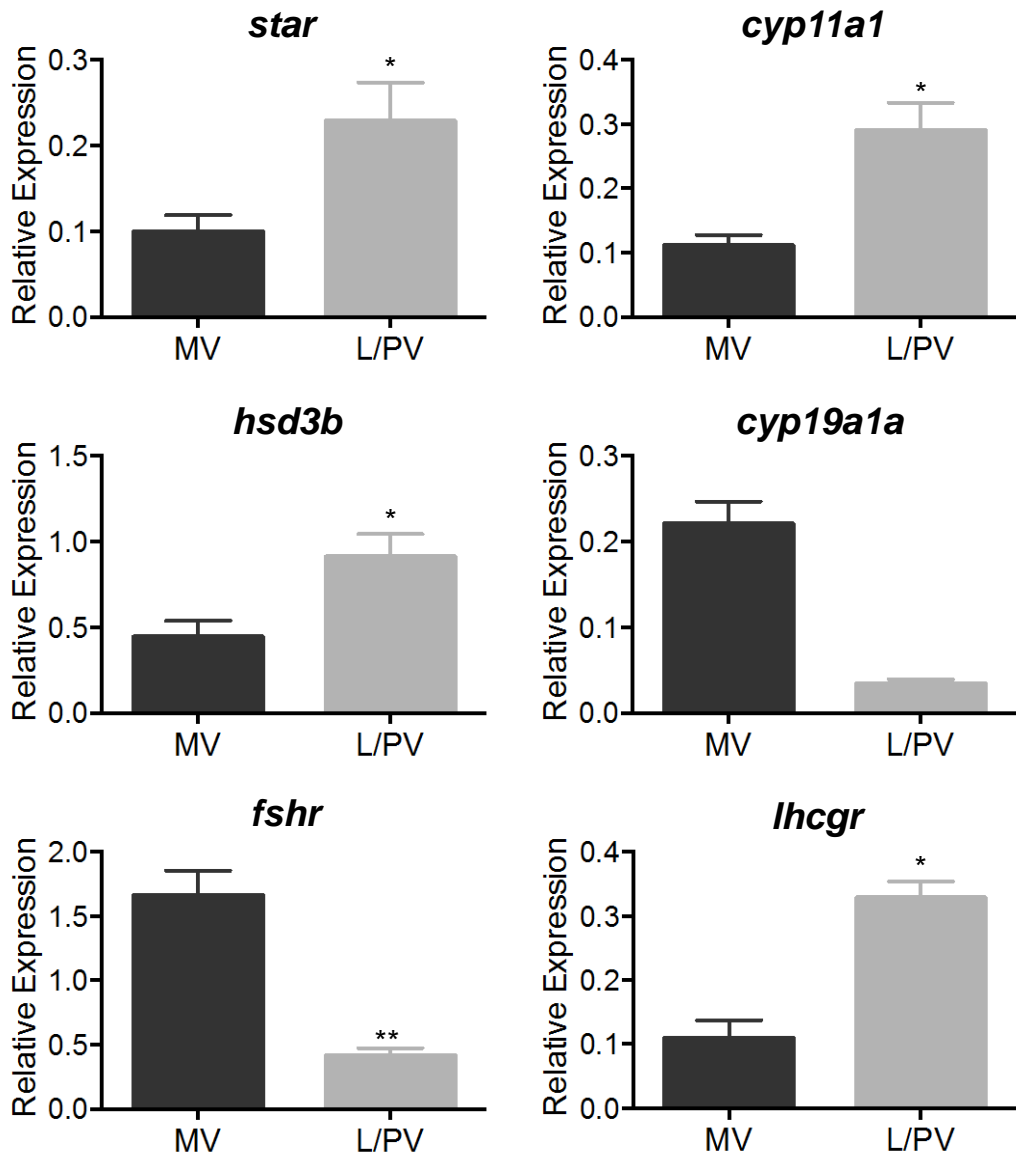 star
Relative Expression
0.3
0.2
0.1
0.0
*
MV
L/PV
cyp11a1
Relative Expression
0.4
0.3
0.2
0.1
0.0
*
MV
L/PV
hsd3b
Relative Expression
1.5
1.0
0.5
0.0
*
MV
L/PV
cyp19a1a
Relative Expression
0.3
0.2
0.1
0.0
MV
L/PV
fshr
Relative Expression
2.0
1.5
1.0
0.5
0.0
**
MV
L/PV
lhcgr
Relative Expression
0.4
0.3
0.2
0.1
0.0
*
MV
L/PV